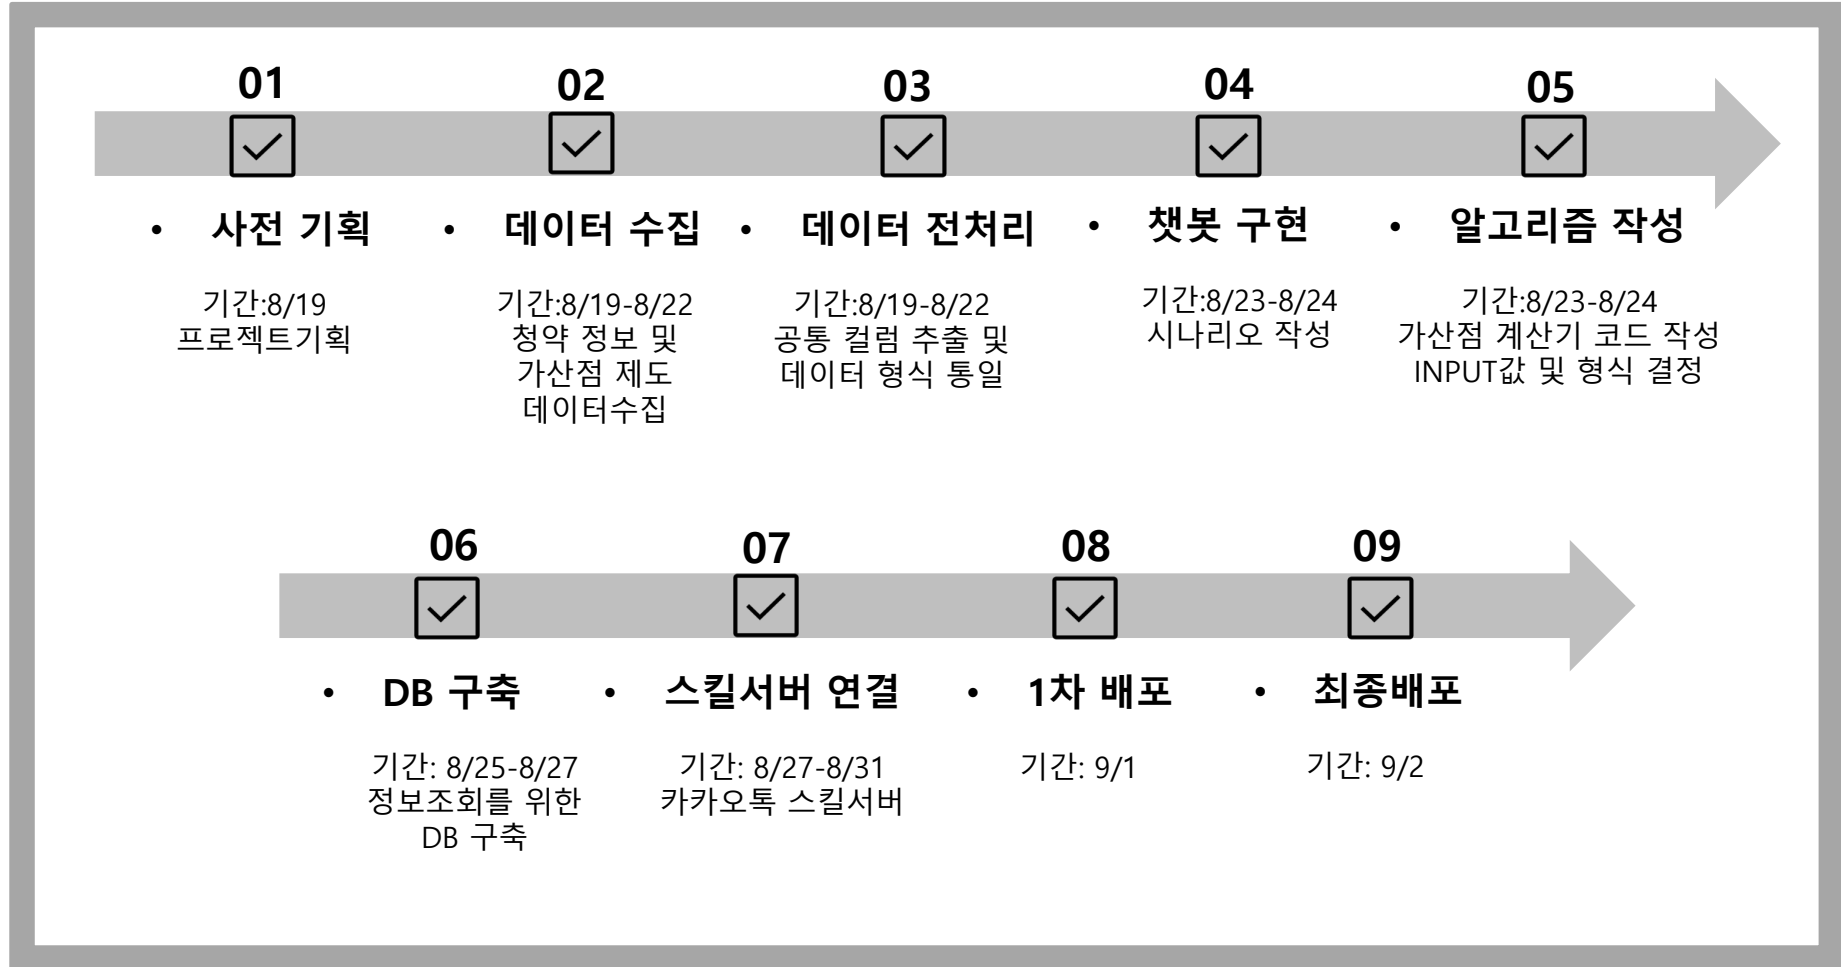 01
02
03
04
05
• 사전 기획
• 데이터 수집
• 데이터 전처리
• 챗봇 구현
• 알고리즘 작성
기간:8/19
프로젝트기획
기간:8/19-8/22
청약 정보 및
가산점 제도
데이터수집
기간:8/19-8/22
공통 컬럼 추출 및
데이터 형식 통일
기간:8/23-8/24
시나리오 작성
기간:8/23-8/24
가산점 계산기 코드 작성
INPUT값 및 형식 결정
06
07
08
09
• DB 구축
• 스킬서버 연결
• 1차 배포
• 최종배포
기간: 8/25-8/27
정보조회를 위한
DB 구축
기간: 8/27-8/31
카카오톡 스킬서버
기간: 9/1
기간: 9/2